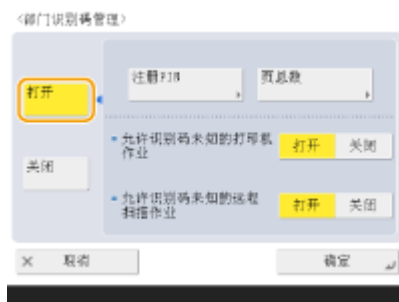 <部门识别码管理>
打开
注册PIN
页总数
允许识别码未知的打印机
作业
打开
关闭
关闭
允许识别码未知的远程
扫描作业
打开
关闭
× 取消
确定